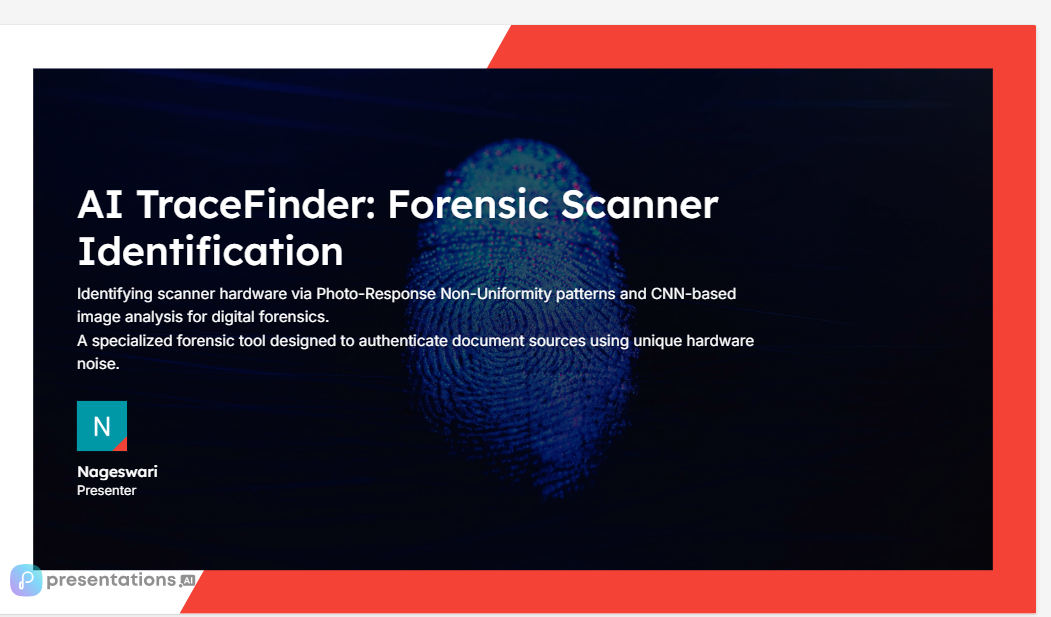 AI TraceFinder: Forensic Scanner
Identification
Identifying scanner hardware via Photo-Response Non-Uniformity patterns and CNN-based
image analysis for digital forensics.
A specialized forensic tool designed to authenticate document sources using unique hardware
noise.
N
Nageswari
Presenter
presentations.AI